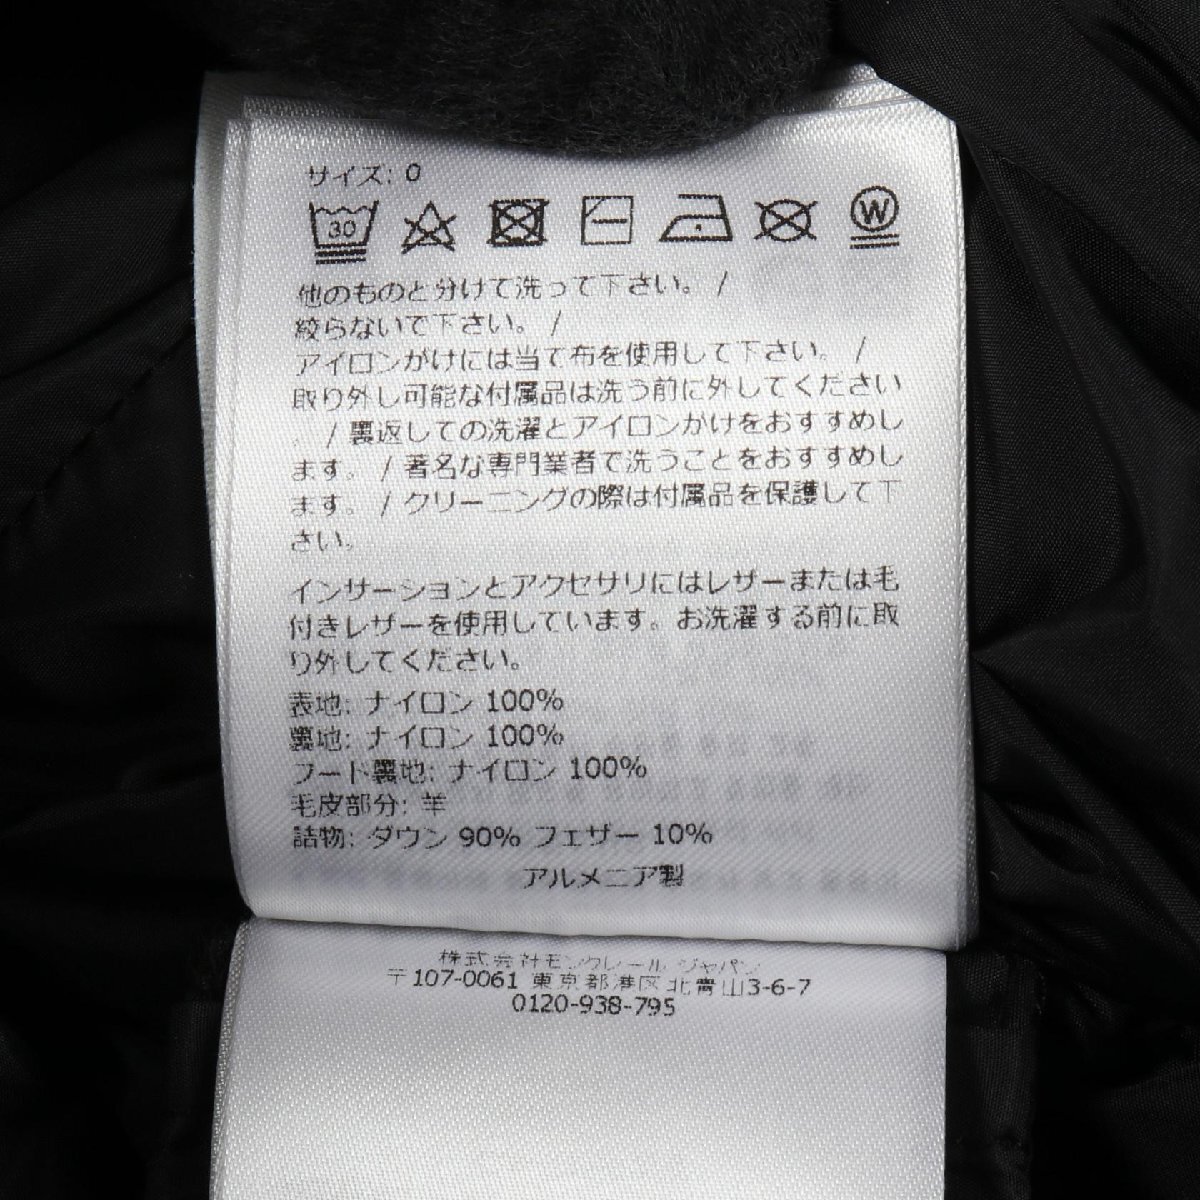 サイズ: 0
30
W
他のものと分けて洗って下さい。 /
絞らないで下さい。 /
アイロンがけには当て布を使用して下さい。 /
取り外し可能な付属品は洗う前に外してください
。 / 裏返しての洗濯とアイロンがけをおすすめし
ます。 / 著名な専門業者で洗うことをおすすめし
ます。 / クリーニングの際は付属品を保護して下
さい。
インサーションとアクセサリにはレザーまたは毛
付きレザーを使用しています。お洗濯する前に取
り外してください。
表地: ナイロン 100%
裏地: ナイロン 100%
フード裏地: ナイロン 100%
毛皮部分: 羊
詰物: ダウン 90% フェザー 10%
アルメニア製
株式会社モンクレール ジャパン
〒107-0061 東京都港区北青山3-6-7
0120-938-795